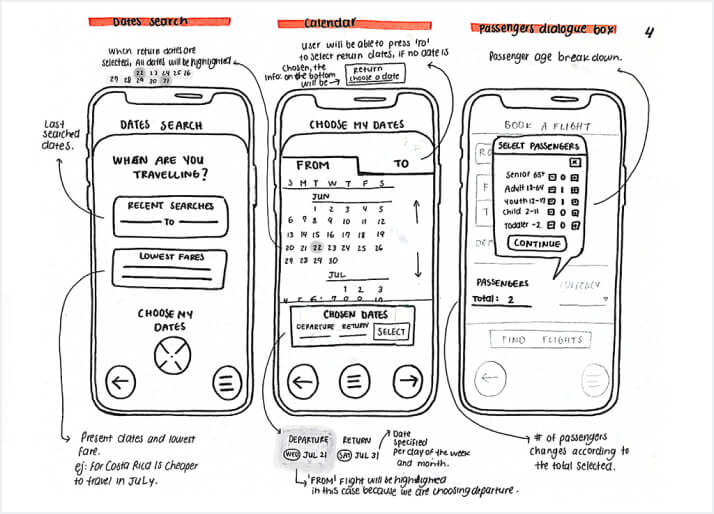 Dates search
Calendar
Passengers dialogue box
4
When return dates are
selected, All dates will be highlighted
22 23 24 25 26
27 28 29 30 31
User will be able to press 'TO'
to select return dates, if no date is
chosen, the
info: on the bottom
will be
Return
choose a date
Passenger age breakdown.
Last
searched
dates.
DATES SEARCH
WHEN ARE YOU
TRAVELLING?
RECENT SEARCHES
TO
LOWEST FARES
CHOOSE MY
DATES
CHOOSE MY DATES
FROM
TO
S M T W T F S
JUN
1 2 3 4 5
6 7 8 9 10 11 12
13 14 15 16 17 18 19
20 21 22 23 24 25 26
27 28 29 30
JUL
1 2 3
CHOSEN DATES
DEPARTURE RETURN
SELECT
BOOK A FLIGHT
SELECT PASSENGERS
x
Senior 65+ 0
Adult 18-64 1
Youth 12-17 1
Child 2-11 0
Toddler -2 0
CONTINUE
PASSENGERS
Total: 2
FIND FLIGHTS
Present dates and lowest
fare.
ej: For Costa Rica is cheaper
to travel in July.
DEPARTURE RETURN
WED JUL 21 SAT JUL 31
Date
specified
per day of the week
and month.
'FROM' flight will be highlighted
in this case because we are choosing departure.
# of passengers
changes according to
the total selected.